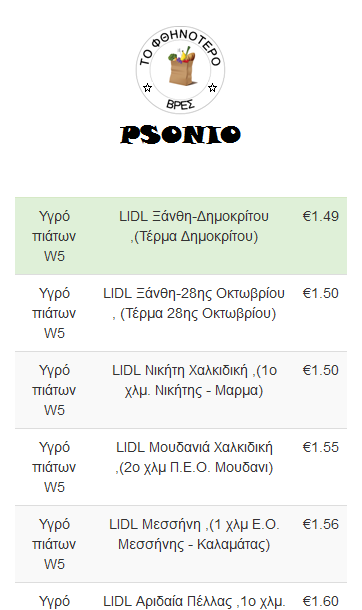 ΤΟ ΦΘΗΝΟΤΕΡΟ
ΒΡΕΣ
PSONIO
Υγρό LIDL Ξάνθη-Δημοκρίτου €1.49
πιάτων ,(Τέρμα Δημοκρίτου)
W5
Υγρό LIDL Ξάνθη-28ης Οκτωβρίου €1.50
πιάτων , (Τέρμα 28ης Οκτωβρίου)
W5
Υγρό LIDL Νικήτη Χαλκιδική ,(1ο €1.50
πιάτων χλμ. Νικήτης - Μαρμα)
W5
Υγρό LIDL Μουδανιά Χαλκιδική €1.55
πιάτων ,(2ο χλμ Π.Ε.Ο. Μουδανι)
W5
Υγρό LIDL Μεσσήνη ,(1 χλμ Ε.Ο. €1.56
πιάτων Μεσσήνης - Καλαμάτας)
W5
Υγρό LIDL Αριδαία Πέλλας ,1ο χλμ. €1.60